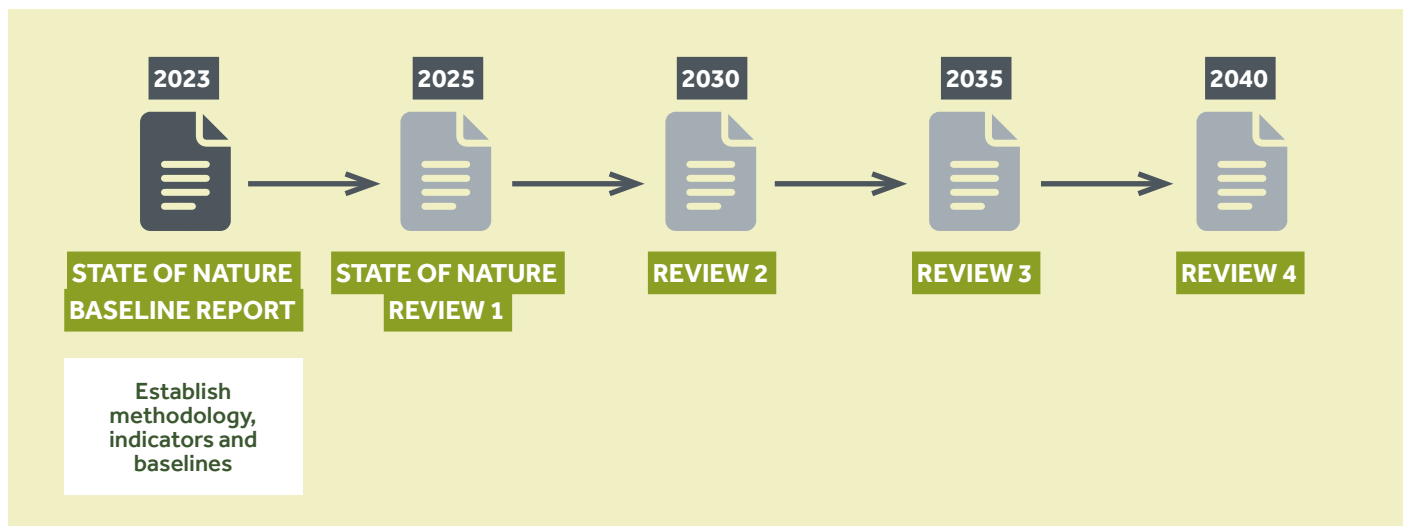 2023
2025
2030
2035
2040
STATE OF NATURE
BASELINE REPORT
STATE OF NATURE
REVIEW 1
REVIEW 2
REVIEW 3
REVIEW 4
Establish
methodology,
indicators and
baselines